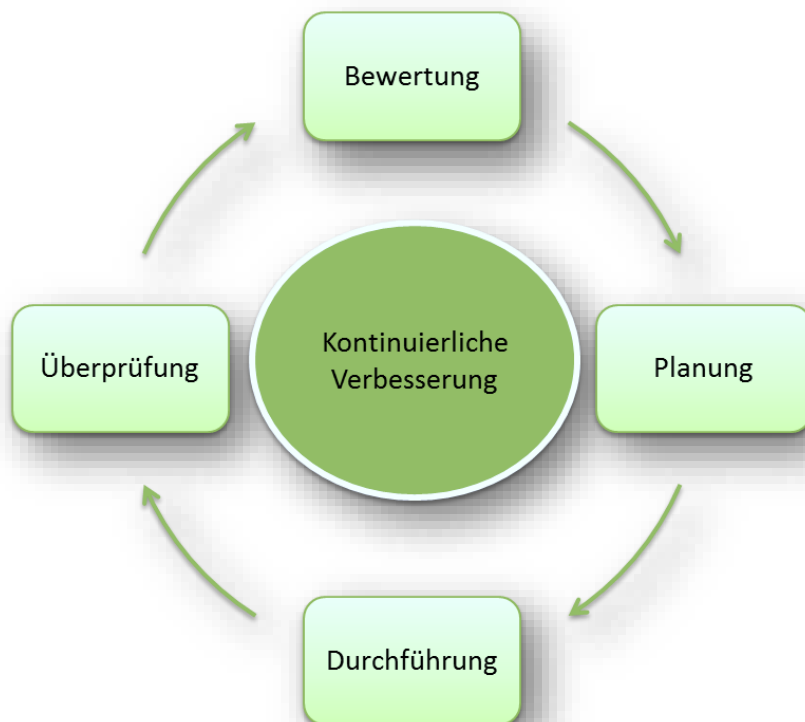 Bewertung
Überprüfung
Kontinuierliche
Verbesserung
Planung
Durchführung